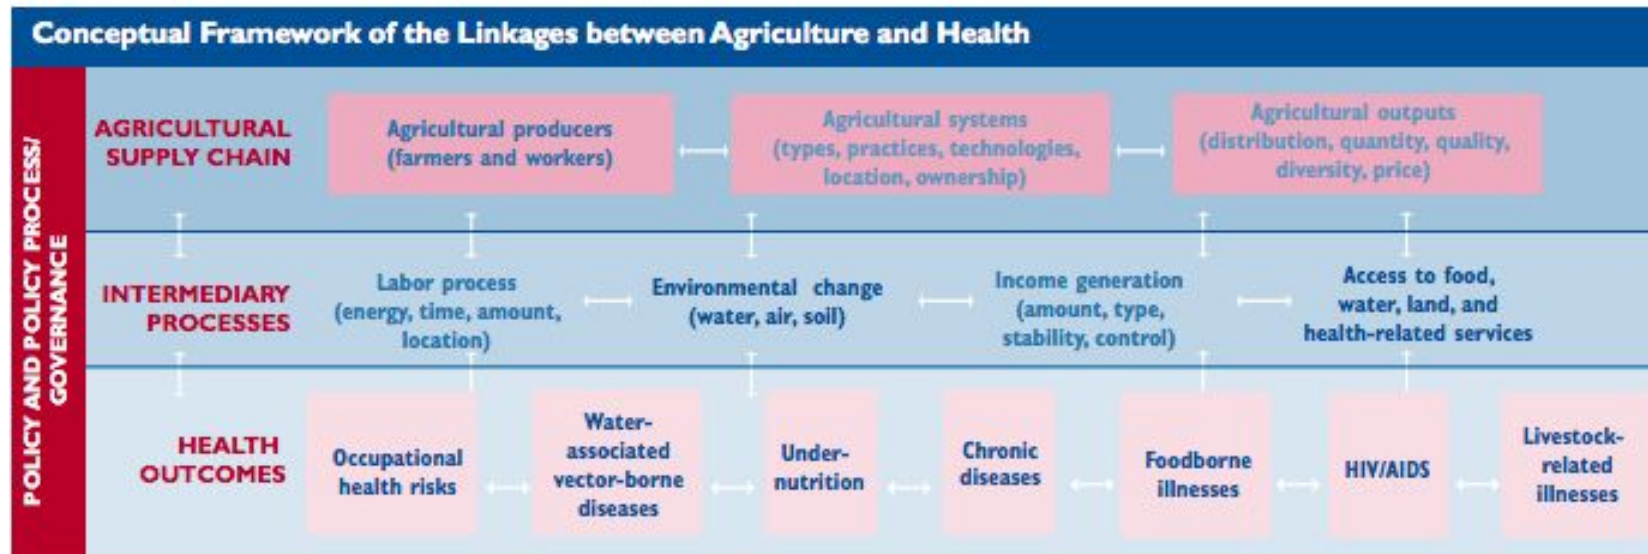 Conceptual Framework of the Linkages between Agriculture and Health
POLICY AND POLICY PROCESS/
GOVERNANCE
AGRICULTURAL
SUPPLY CHAIN
Agricultural producers
(farmers and workers)
Agricultural systems
(types, practices, technologies,
location, ownership)
Agricultural outputs
(distribution, quantity, quality,
diversity, price)
INTERMEDIARY
PROCESSES
Labor process
(energy, time, amount,
location)
Environmental change
(water, air, soil)
Income generation
(amount, type,
stability, control)
Access to food,
water, land, and
health-related services
HEALTH
OUTCOMES
Occupational
health risks
Water-
associated
vector-borne
diseases
Under-
nutrition
Chronic
diseases
Foodborne
illnesses
HIV/AIDS
Livestock-
related
illnesses